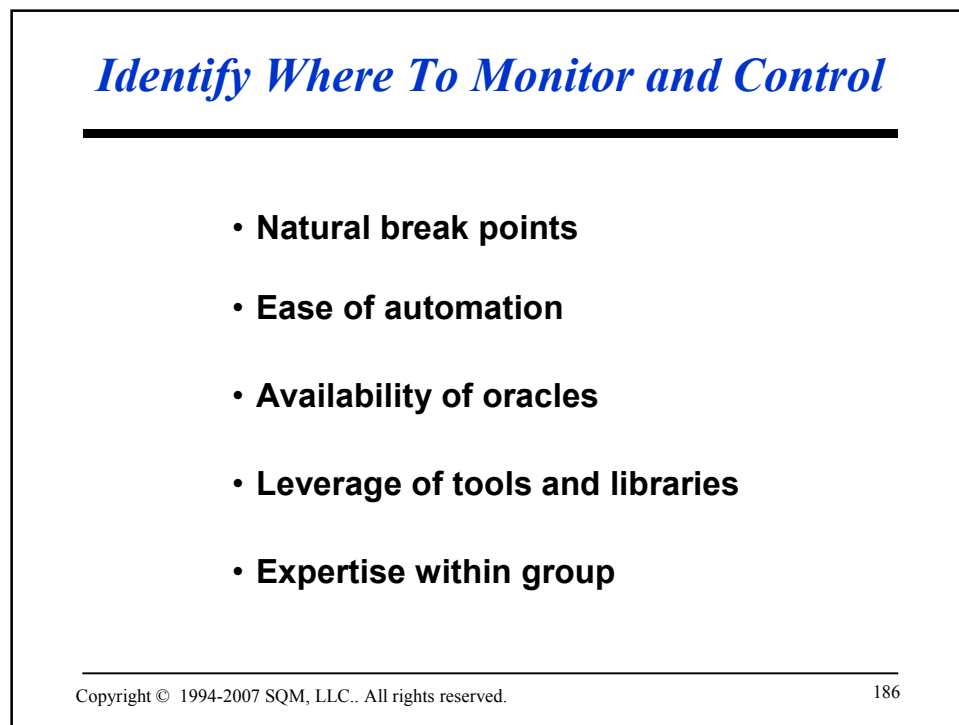 Identify Where To Monitor and Control
• Natural break points
• Ease of automation
• Availability of oracles
• Leverage of tools and libraries
• Expertise within group
Copyright © 1994-2007 SQM, LLC.. All rights reserved.
186